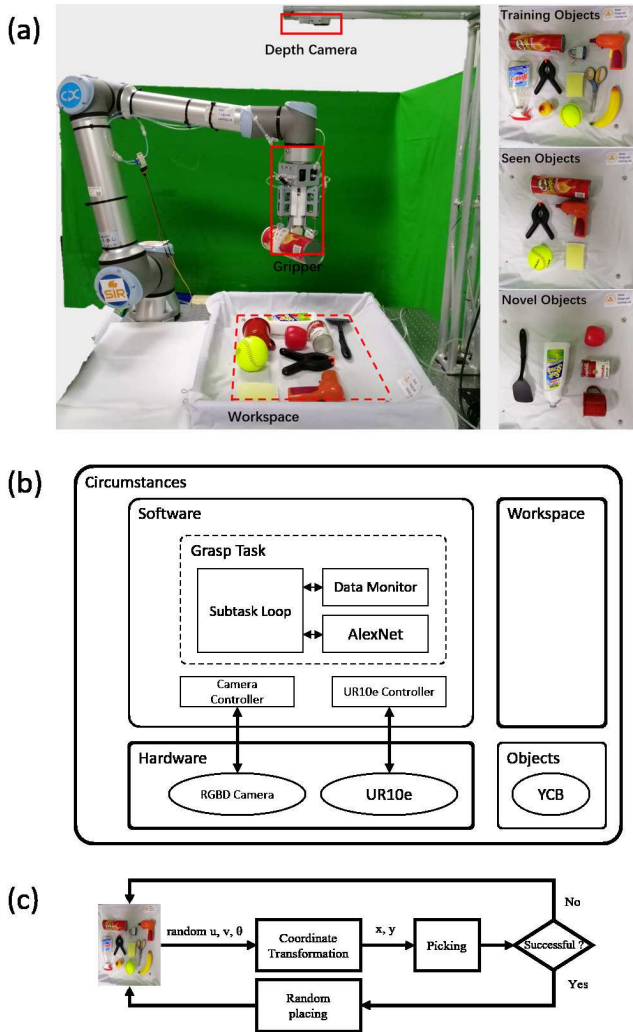 (a)
Depth Camera
Gripper
Workspace
SIR
Training Objects
Seen Objects
Novel Objects
(b)
Circumstances
Software
Workspace
Grasp Task
Subtask Loop
Data Monitor
AlexNet
Camera
Controller
UR10e Controller
Hardware
Objects
RGBD Camera
UR10e
YCB
(c)
No
random u, v, θ
Coordinate
Transformation
x, y
Picking
Successful ?
Yes
Random
placing